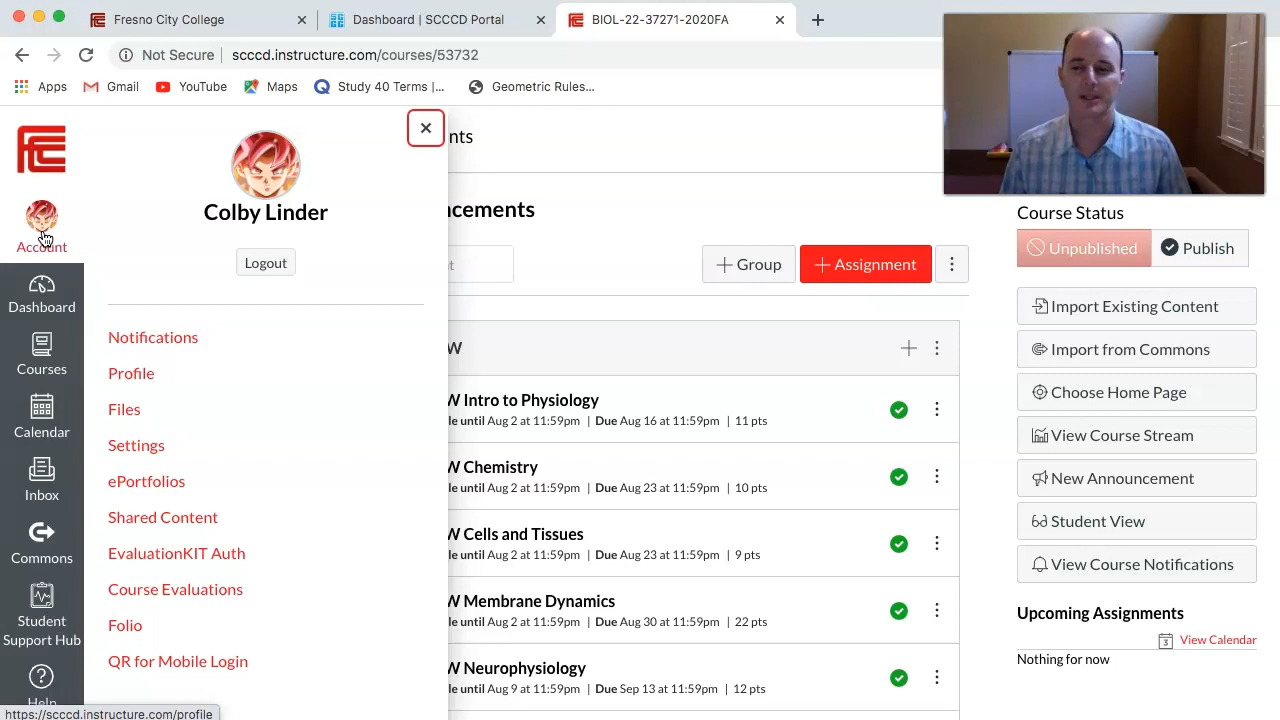 Fresno City College
Dashboard | SCCCD Portal
BIOL-22-37271-2020FA
Not Secure
scccd.instructure.com/courses/53732
Apps
Gmail
YouTube
Maps
Study 40 Terms |...
Geometric Rules...
Account
Dashboard
Courses
Calendar
Inbox
Commons
Student
Support Hub
Help
Colby Linder
Logout
Notifications
Profile
Files
Settings
ePortfolios
Shared Content
EvaluationKIT Auth
Course Evaluations
Folio
QR for Mobile Login
nts
ncements
nt
Group
Assignment
W
W Intro to Physiology
le until Aug 2 at 11:59pm | Due Aug 16 at 11:59pm | 11 pts
W Chemistry
le until Aug 2 at 11:59pm | Due Aug 23 at 11:59pm | 10 pts
W Cells and Tissues
le until Aug 2 at 11:59pm | Due Aug 23 at 11:59pm | 9 pts
W Membrane Dynamics
le until Aug 2 at 11:59pm | Due Aug 30 at 11:59pm | 22 pts
W Neurophysiology
le until Aug 9 at 11:59pm | Due Sep 13 at 11:59pm | 12 pts
Course Status
Unpublished
Publish
Import Existing Content
Import from Commons
Choose Home Page
View Course Stream
New Announcement
Student View
View Course Notifications
Upcoming Assignments
3
View Calendar
Nothing for now
https://scccd.instructure.com/profile